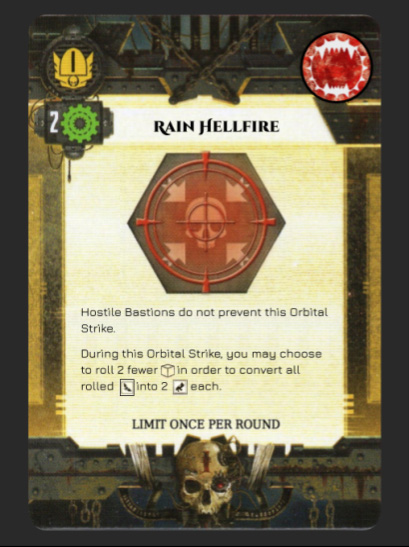 2
RAIN HELLFIRE
Hostile Bastions do not prevent this Orbital
Strike.
During this Orbital Strike, you may choose
to roll 2 fewer in order to convert all
rolled into 2 each.
LIMIT ONCE PER ROUND